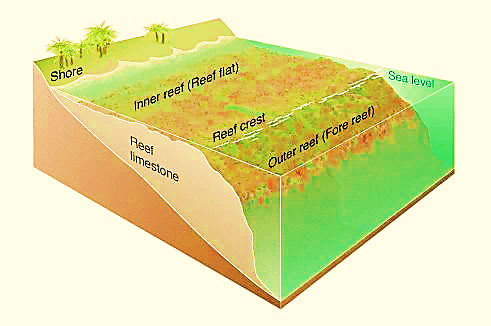 Shore
Inner reef (Reef flat)
Sea level
Reef crest
Outer reef (Fore reef)
Reef
limestone